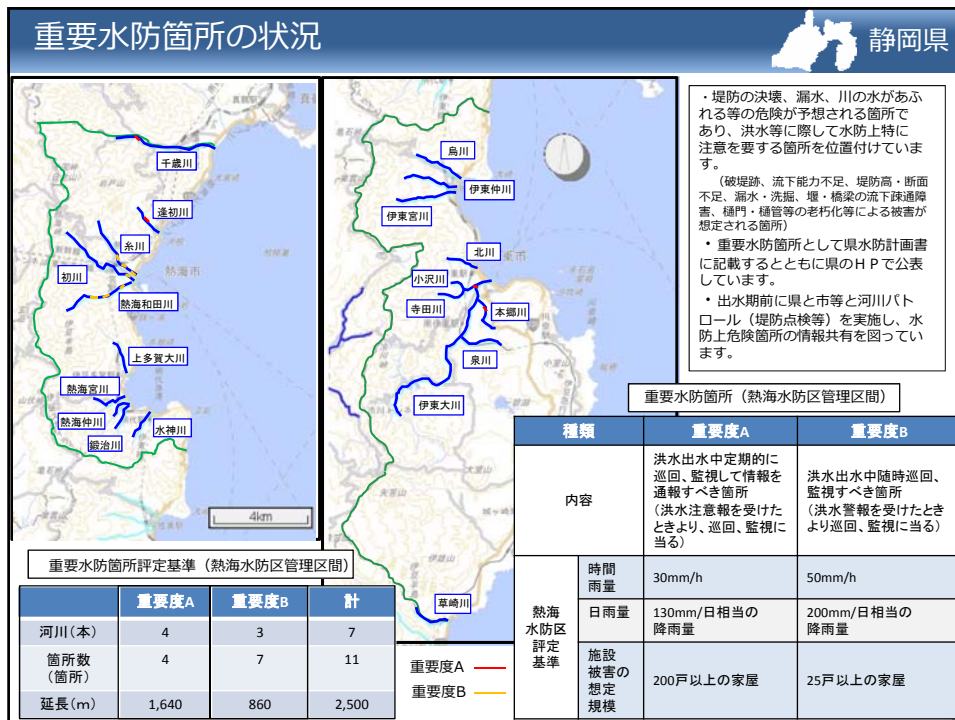 重要水防箇所の状況
静岡県
千歳川
逢初川
糸川
初川
熱海市
熱海和田川
上多賀大川
熱海宮川
熱海仲川
鍛治川
水神川
4km
烏川
伊東仲川
伊東宮川
北川
東市
小沢川
寺田川
本郷川
泉川
伊東大川
草崎川
・堤防の決壊、漏水、川の水があふ
れる等の危険が予想される箇所で
あり、洪水等に際して水防上特に
注意を要する箇所を位置付けていま
す。
（破堤跡、流下能力不足、堤防高・断面
不足、漏水・洗掘、堰・橋梁の流下疎通障
害、樋門・樋管等の老朽化等による被害が
想定される箇所）
• 重要水防箇所として県水防計画書
に記載するとともに県のＨＰで公表
しています。
• 出水期前に県と市等と河川パト
ロール（堤防点検等）を実施し、水
防上危険箇所の情報共有を図ってい
ます。
重要水防箇所（熱海水防区管理区間）
種類 重要度A 重要度B
内容
洪水出水中定期的に
巡回、監視して情報を
通報すべき箇所
（洪水注意報を受けた
ときより、巡回、監視に
当る）
洪水出水中随時巡回、
監視すべき箇所
（洪水警報を受けたとき
より巡回、監視に当る）
熱海
水防区
評定
基準
時間
雨量
30mm/h 50mm/h
日雨量
130mm/日相当の
降雨量
200mm/日相当の
降雨量
施設
被害の
想定
規模
200戸以上の家屋 25戸以上の家屋
重要水防箇所評定基準（熱海水防区管理区間）
重要度A 重要度B 計
河川（本） 4 3 7
箇所数
（箇所）
4 7 11
延長（ｍ） 1,640 860 2,500
重要度A
重要度B